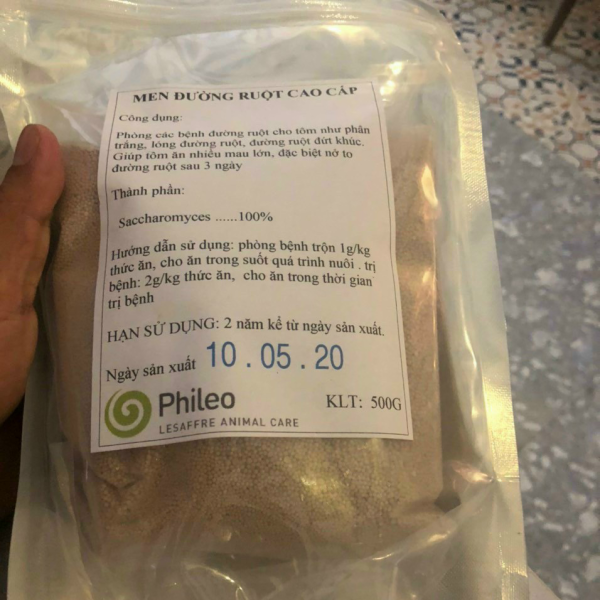 MEN ĐƯỜNG RUỘT CAO CẤP
Công dụng:
Phòng các bệnh đường ruột cho tôm như phân
trắng, lỏng đường ruột, đường ruột đứt khúc.
Giúp tôm ăn nhiều mau lớn, đặc biệt nở to
đường ruột sau 3 ngày
Thành phần:
Saccharomyces ......100%
Hướng dẫn sử dụng: phòng bệnh trộn 1g/kg
thức ăn, cho ăn trong suốt quá trình nuôi . trị
bệnh: 2g/kg thức ăn, cho ăn trong thời gian
trị bệnh
HẠN SỬ DỤNG: 2 năm kể từ ngày sản xuất.
Ngày sản xuất 10.05.20
Phileo KLT: 500G
LESAFFRE ANIMAL CARE